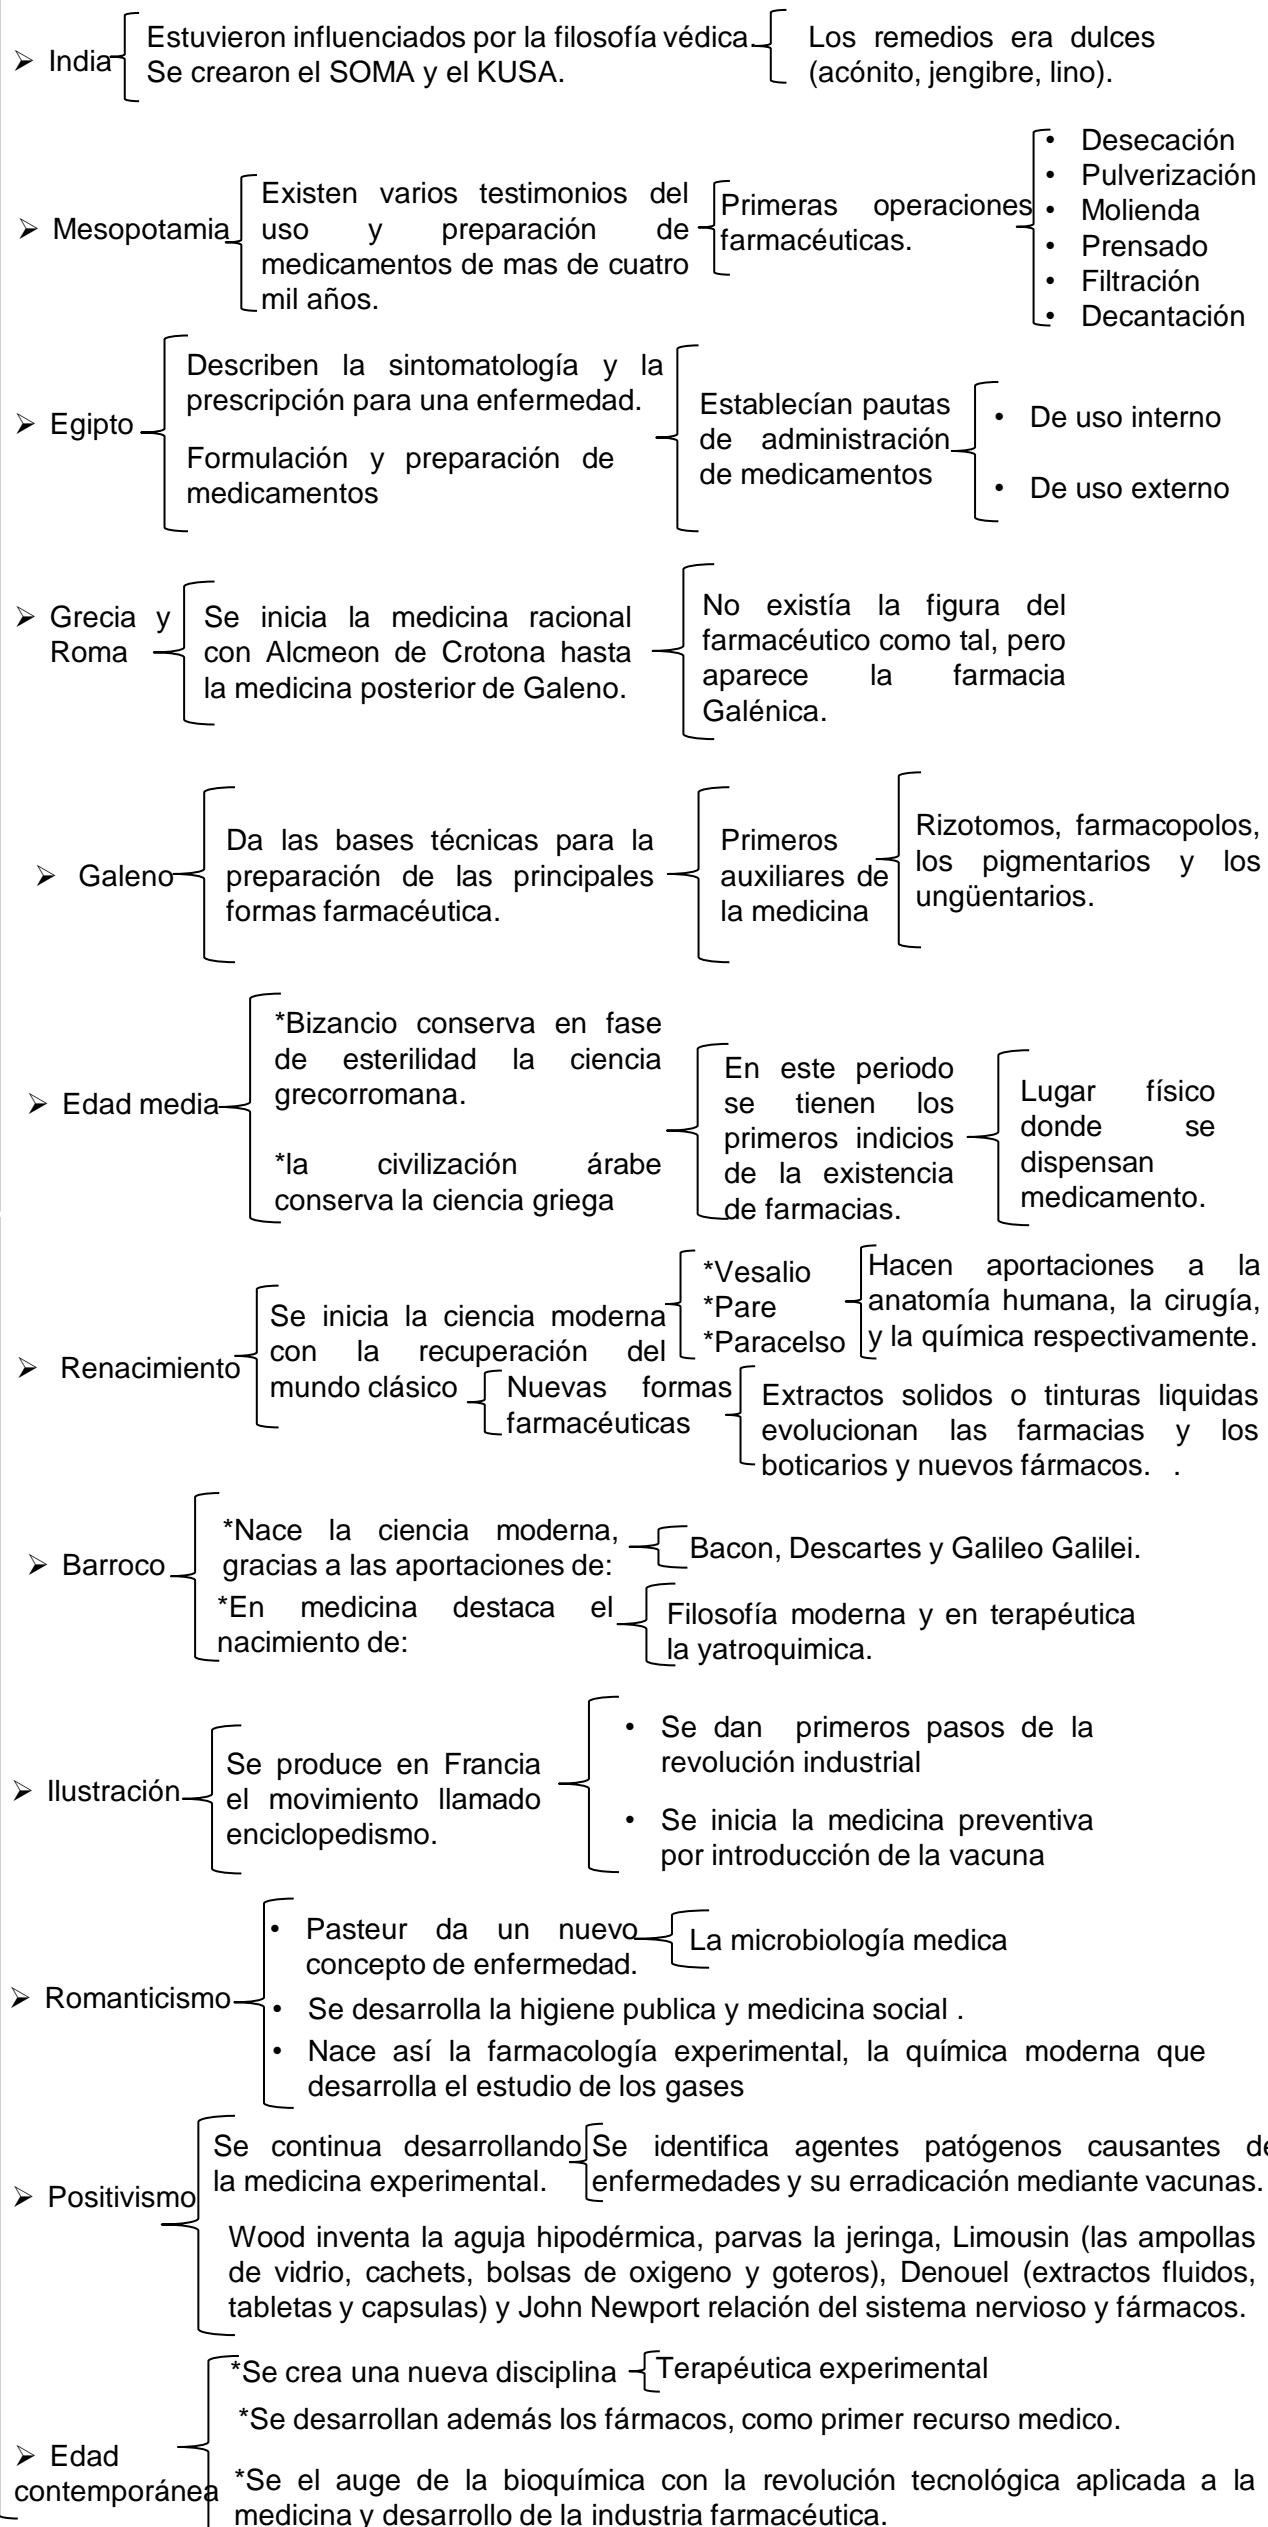 ➢ India
Estuvieron influenciados por la filosofía védica.
Se crearon el SOMA y el KUSA.
Los remedios era dulces
(acónito, jengibre, lino).
➢ Mesopotamia
Existen varios testimonios del
uso y preparación de
medicamentos de mas de cuatro
mil años.
Primeras operaciones
farmacéuticas.
• Desecación
• Pulverización
• Molienda
• Prensado
• Filtración
• Decantación
➢ Egipto
Describen la sintomatología y la
prescripción para una enfermedad.
Formulación y preparación de
medicamentos
Establecían pautas
de administración
de medicamentos
• De uso interno
• De uso externo
➢ Grecia y
Roma
Se inicia la medicina racional
con Alcmeon de Crotona hasta
la medicina posterior de Galeno.
No existía la figura del
farmacéutico como tal, pero
aparece la farmacia
Galénica.
➢ Galeno
Da las bases técnicas para la
preparación de las principales
formas farmacéutica.
Primeros
auxiliares de
la medicina
Rizotomos, farmacopolos,
los pigmentarios y los
ungüentarios.
➢ Edad media
*Bizancio conserva en fase
de esterilidad la ciencia
grecorromana.
*la civilización árabe
conserva la ciencia griega
En este periodo
se tienen los
primeros indicios
de la existencia
de farmacias.
Lugar físico
donde se
dispensan
medicamento.
➢ Renacimiento
Se inicia la ciencia moderna
con la recuperación del
mundo clásico
*Vesalio
*Pare
*Paracelso
Hacen aportaciones a la
anatomía humana, la cirugía,
y la química respectivamente.
Nuevas formas
farmacéuticas
Extractos solidos o tinturas liquidas
evolucionan las farmacias y los
boticarios y nuevos fármacos. .
➢ Barroco
*Nace la ciencia moderna,
gracias a las aportaciones de:
Bacon, Descartes y Galileo Galilei.
*En medicina destaca el
nacimiento de:
Filosofía moderna y en terapéutica
la yatroquimica.
➢ Ilustración
Se produce en Francia
el movimiento llamado
enciclopedismo.
• Se dan primeros pasos de la
revolución industrial
• Se inicia la medicina preventiva
por introducción de la vacuna
➢ Romanticismo
• Pasteur da un nuevo
concepto de enfermedad.
La microbiología medica
• Se desarrolla la higiene publica y medicina social .
• Nace así la farmacología experimental, la química moderna que
desarrolla el estudio de los gases
➢ Positivismo
Se continua desarrollando
la medicina experimental.
Se identifica agentes patógenos causantes de
enfermedades y su erradicación mediante vacunas.
Wood inventa la aguja hipodérmica, parvas la jeringa, Limousin (las ampollas
de vidrio, cachets, bolsas de oxigeno y goteros), Denouel (extractos fluidos,
tabletas y capsulas) y John Newport relación del sistema nervioso y fármacos.
➢ Edad
contemporánea
*Se crea una nueva disciplina
Terapéutica experimental
*Se desarrollan además los fármacos, como primer recurso medico.
*Se el auge de la bioquímica con la revolución tecnológica aplicada a la
medicina y desarrollo de la industria farmacéutica.